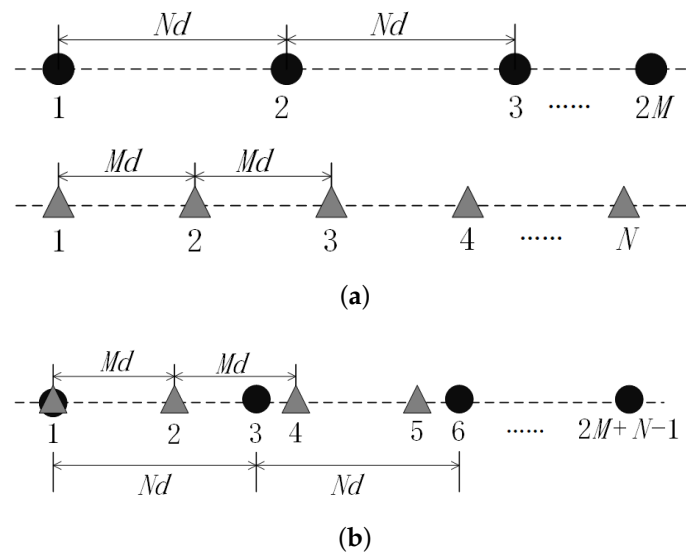 Nd Nd
1 2 3 ...... 2M
Md Md
1 2 3 4 ...... N
(a)
Md Md
1 2 3 4 5 6 ...... 2M+N-1
Nd Nd
(b)